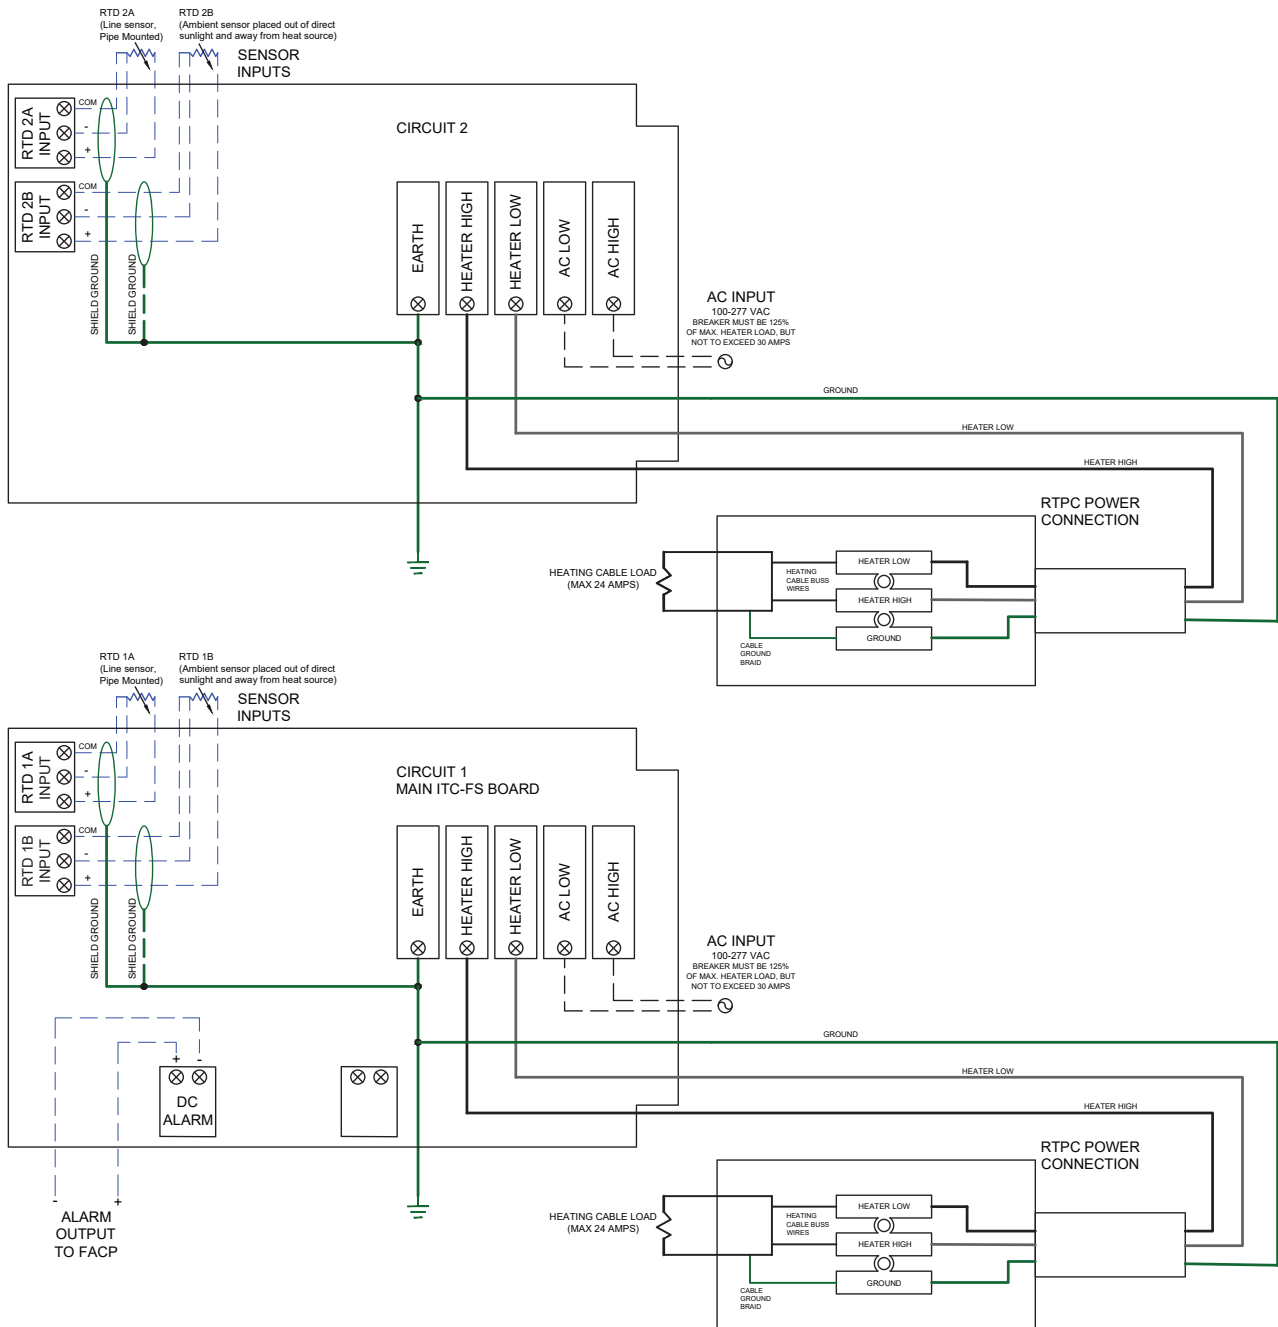 RTD 2A
(Line sensor,
Pipe Mounted)
RTD 2B
(Ambient sensor placed out of direct
sunlight and away from heat source)
SENSOR
INPUTS
RTD 2A
INPUT
COM
-
+
RTD 2B
INPUT
COM
-
+
SHIELD GROUND
SHIELD GROUND
CIRCUIT 2
EARTH
HEATER HIGH
HEATER LOW
AC LOW
AC HIGH
AC INPUT
100-277 VAC
BREAKER MUST BE 125%
OF MAX. HEATER LOAD, BUT
NOT TO EXCEED 30 AMPS
GROUND
HEATER LOW
HEATER HIGH
RTPC POWER
CONNECTION
HEATING CABLE LOAD
(MAX 24 AMPS)
HEATING
CABLE BUSS
WIRES
HEATER LOW
HEATER HIGH
GROUND
CABLE
GROUND
BRAID
RTD 1A
(Line sensor,
Pipe Mounted)
RTD 1B
(Ambient sensor placed out of direct
sunlight and away from heat source)
SENSOR
INPUTS
RTD 1A
INPUT
COM
-
+
RTD 1B
INPUT
COM
-
+
SHIELD GROUND
SHIELD GROUND
CIRCUIT 1
MAIN ITC-FS BOARD
EARTH
HEATER HIGH
HEATER LOW
AC LOW
AC HIGH
AC INPUT
100-277 VAC
BREAKER MUST BE 125%
OF MAX. HEATER LOAD, BUT
NOT TO EXCEED 30 AMPS
GROUND
HEATER LOW
HEATER HIGH
+ -
DC
ALARM
- +
ALARM
OUTPUT
TO FACP
RTPC POWER
CONNECTION
HEATING CABLE LOAD
(MAX 24 AMPS)
HEATING
CABLE BUSS
WIRES
HEATER LOW
HEATER HIGH
GROUND
CABLE
GROUND
BRAID